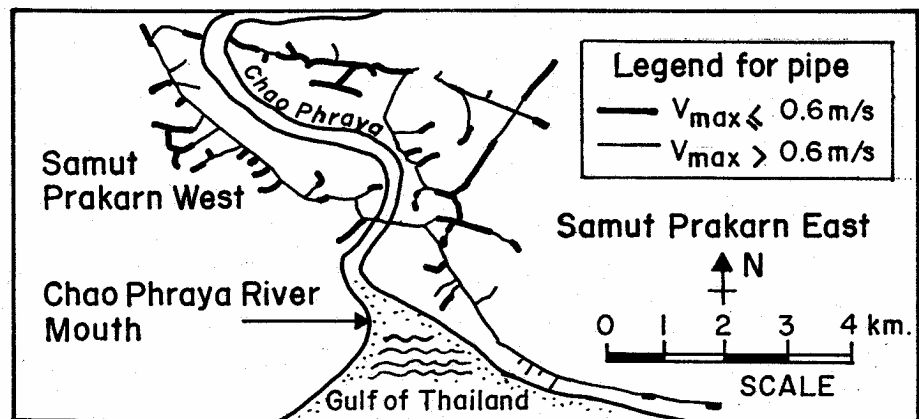 Chao Phraya
Legend for pipe
Vmax ≤ 0.6 m/s
Vmax > 0.6 m/s
Samut
Prakarn West
Samut Prakarn East
N
Chao Phraya River
Mouth
0 1 2 3 4 km.
SCALE
Gulf of Thailand